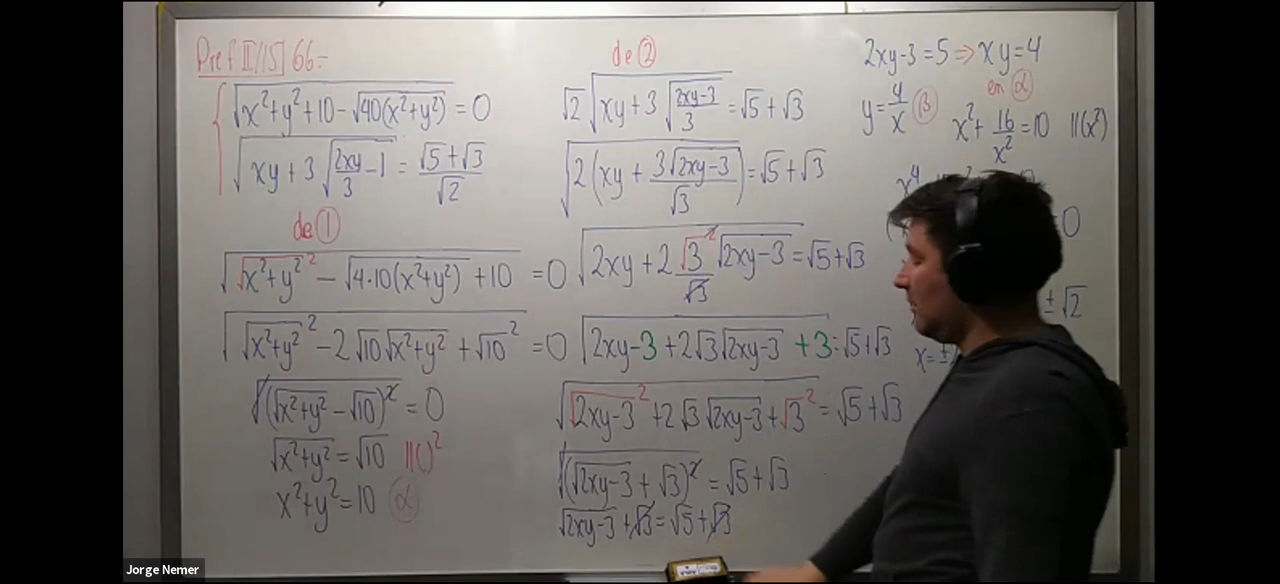 Pref II/15] 66.-
√(x²+y²+10-√(40(x²+y²))) = 0
√(xy+3√(2xy/3 -1)) = (√5+√3)/√2
de ①
√(√(x²+y²)² - √(4·10(x²+y²)) +10) = 0
√(√(x²+y²)² - 2√10√(x²+y²) + √10²) = 0
√((√(x²+y²) - √10)²) = 0
√(x²+y²) = √10 //()²
x²+y² = 10 α
de ②
√2 √(xy+3√((2xy-3)/3)) = √5+√3
√(2(xy + 3√(2xy-3)/√3)) = √5+√3
√(2xy+2 √3²/√3 √(2xy-3)) = √5+√3
√(2xy-3+2√3√(2xy-3) +3) = √5+√3
√(√(2xy-3)² +2√3√(2xy-3)+√3²) = √5+√3
√((√(2xy-3)+√3)²) = √5+√3
√(2xy-3)+√3 = √5+√3
2xy-3 = 5 ⇒ xy = 4
y = 4/x β
en α
x² + 16/x² = 10 //(x²)
x⁴
0
±√2
x = ±
Jorge Nemer